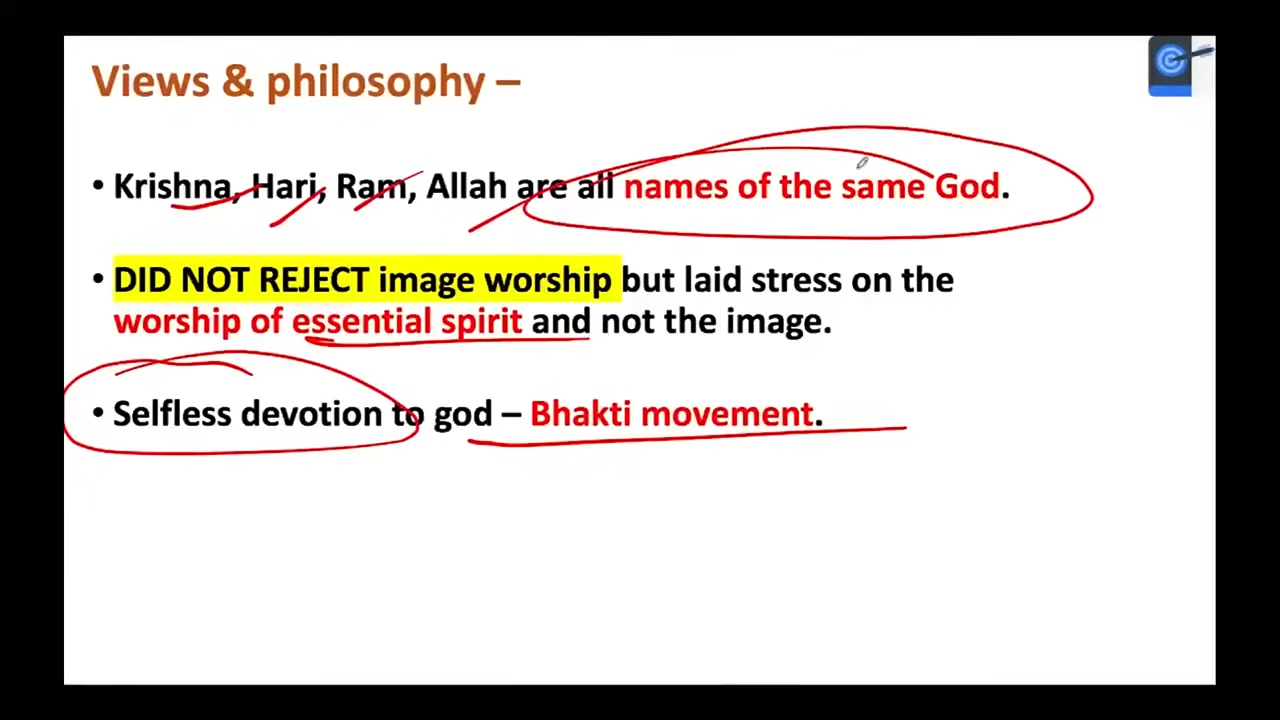 Views & philosophy –
• Krishna, Hari, Ram, Allah are all names of the same God.
• DID NOT REJECT image worship but laid stress on the
worship of essential spirit and not the image.
• Selfless devotion to god – Bhakti movement.